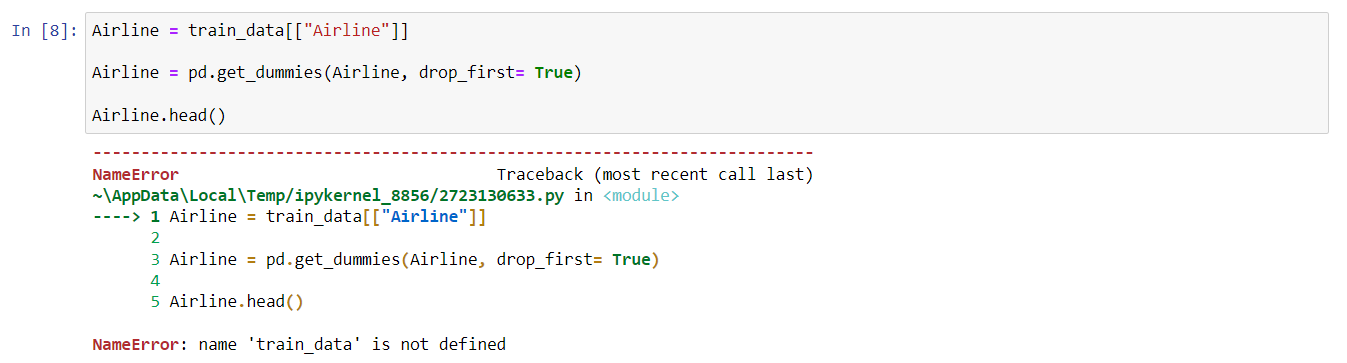 In [8]: Airline = train_data[["Airline"]]
Airline = pd.get_dummies(Airline, drop_first= True)
Airline.head()
---------------------------------------------------------------------------
NameError                                 Traceback (most recent call last)
~\AppData\Local\Temp/ipykernel_8856/2723130633.py in <module>
----> 1 Airline = train_data[["Airline"]]
      2
      3 Airline = pd.get_dummies(Airline, drop_first= True)
      4
      5 Airline.head()
NameError: name 'train_data' is not defined